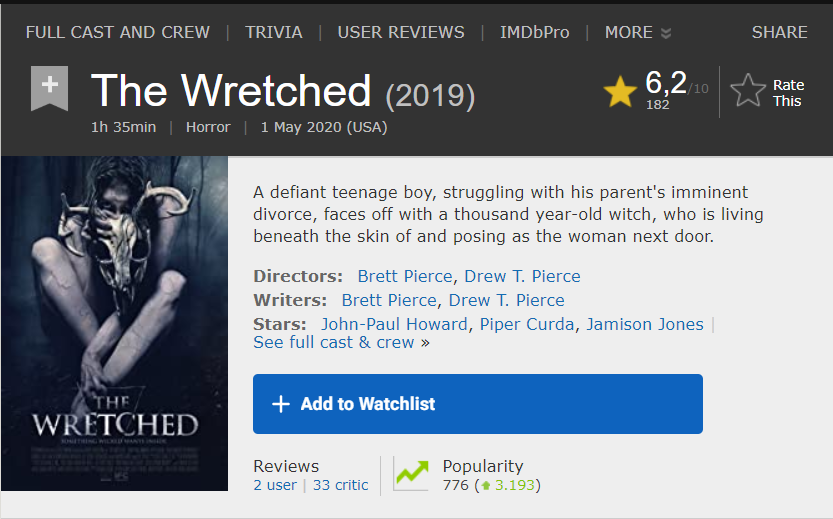 FULL CAST AND CREW | TRIVIA | USER REVIEWS | IMDbPro | MORE | SHARE
The Wretched (2019)
6,2/10
182
Rate This
1h 35min | Horror | 1 May 2020 (USA)
A defiant teenage boy, struggling with his parent's imminent
divorce, faces off with a thousand year-old witch, who is living
beneath the skin of and posing as the woman next door.
Directors: Brett Pierce, Drew T. Pierce
Writers: Brett Pierce, Drew T. Pierce
Stars: John-Paul Howard, Piper Curda, Jamison Jones |
See full cast & crew »
+ Add to Watchlist
Reviews
2 user | 33 critic
Popularity
776 (3.193)
THE
WRETCHED